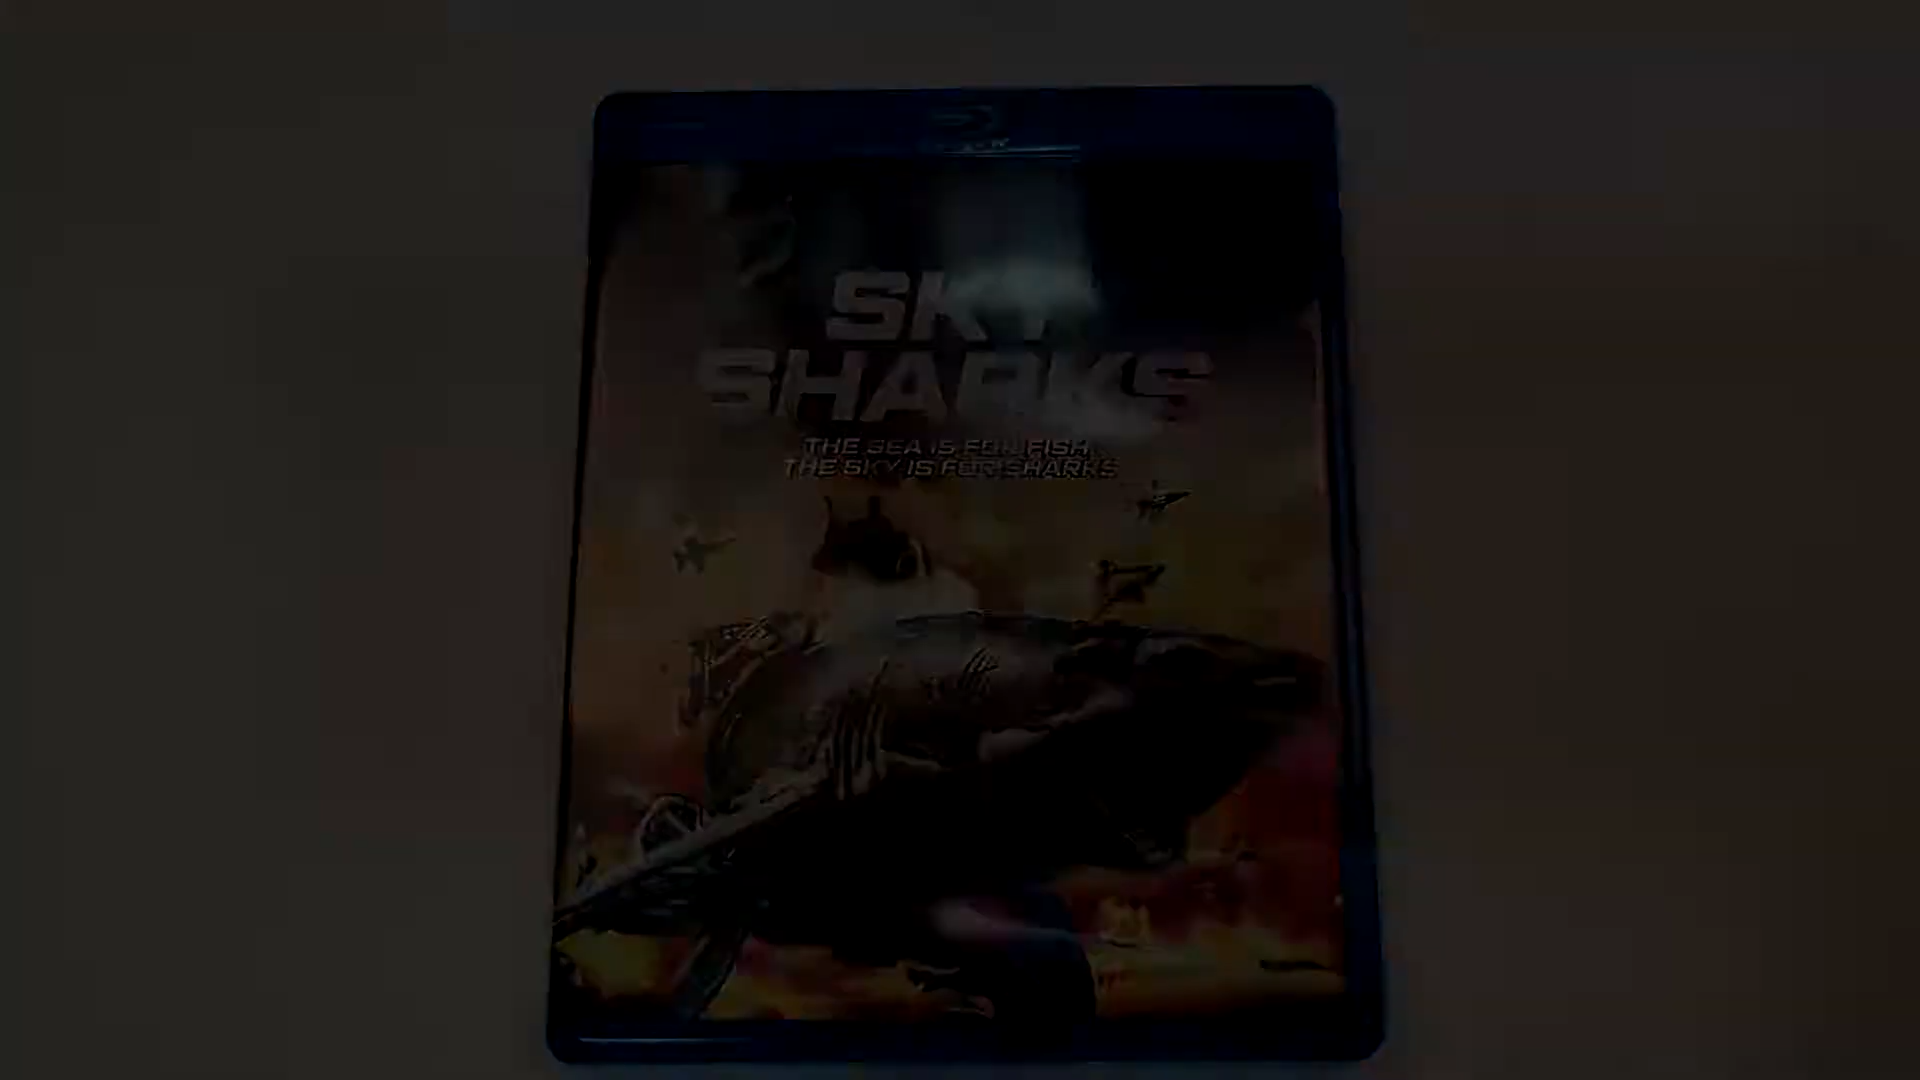 SKY
SHARKS
THE SEA IS FOR FISH,
THE SKY IS FOR SHARKS